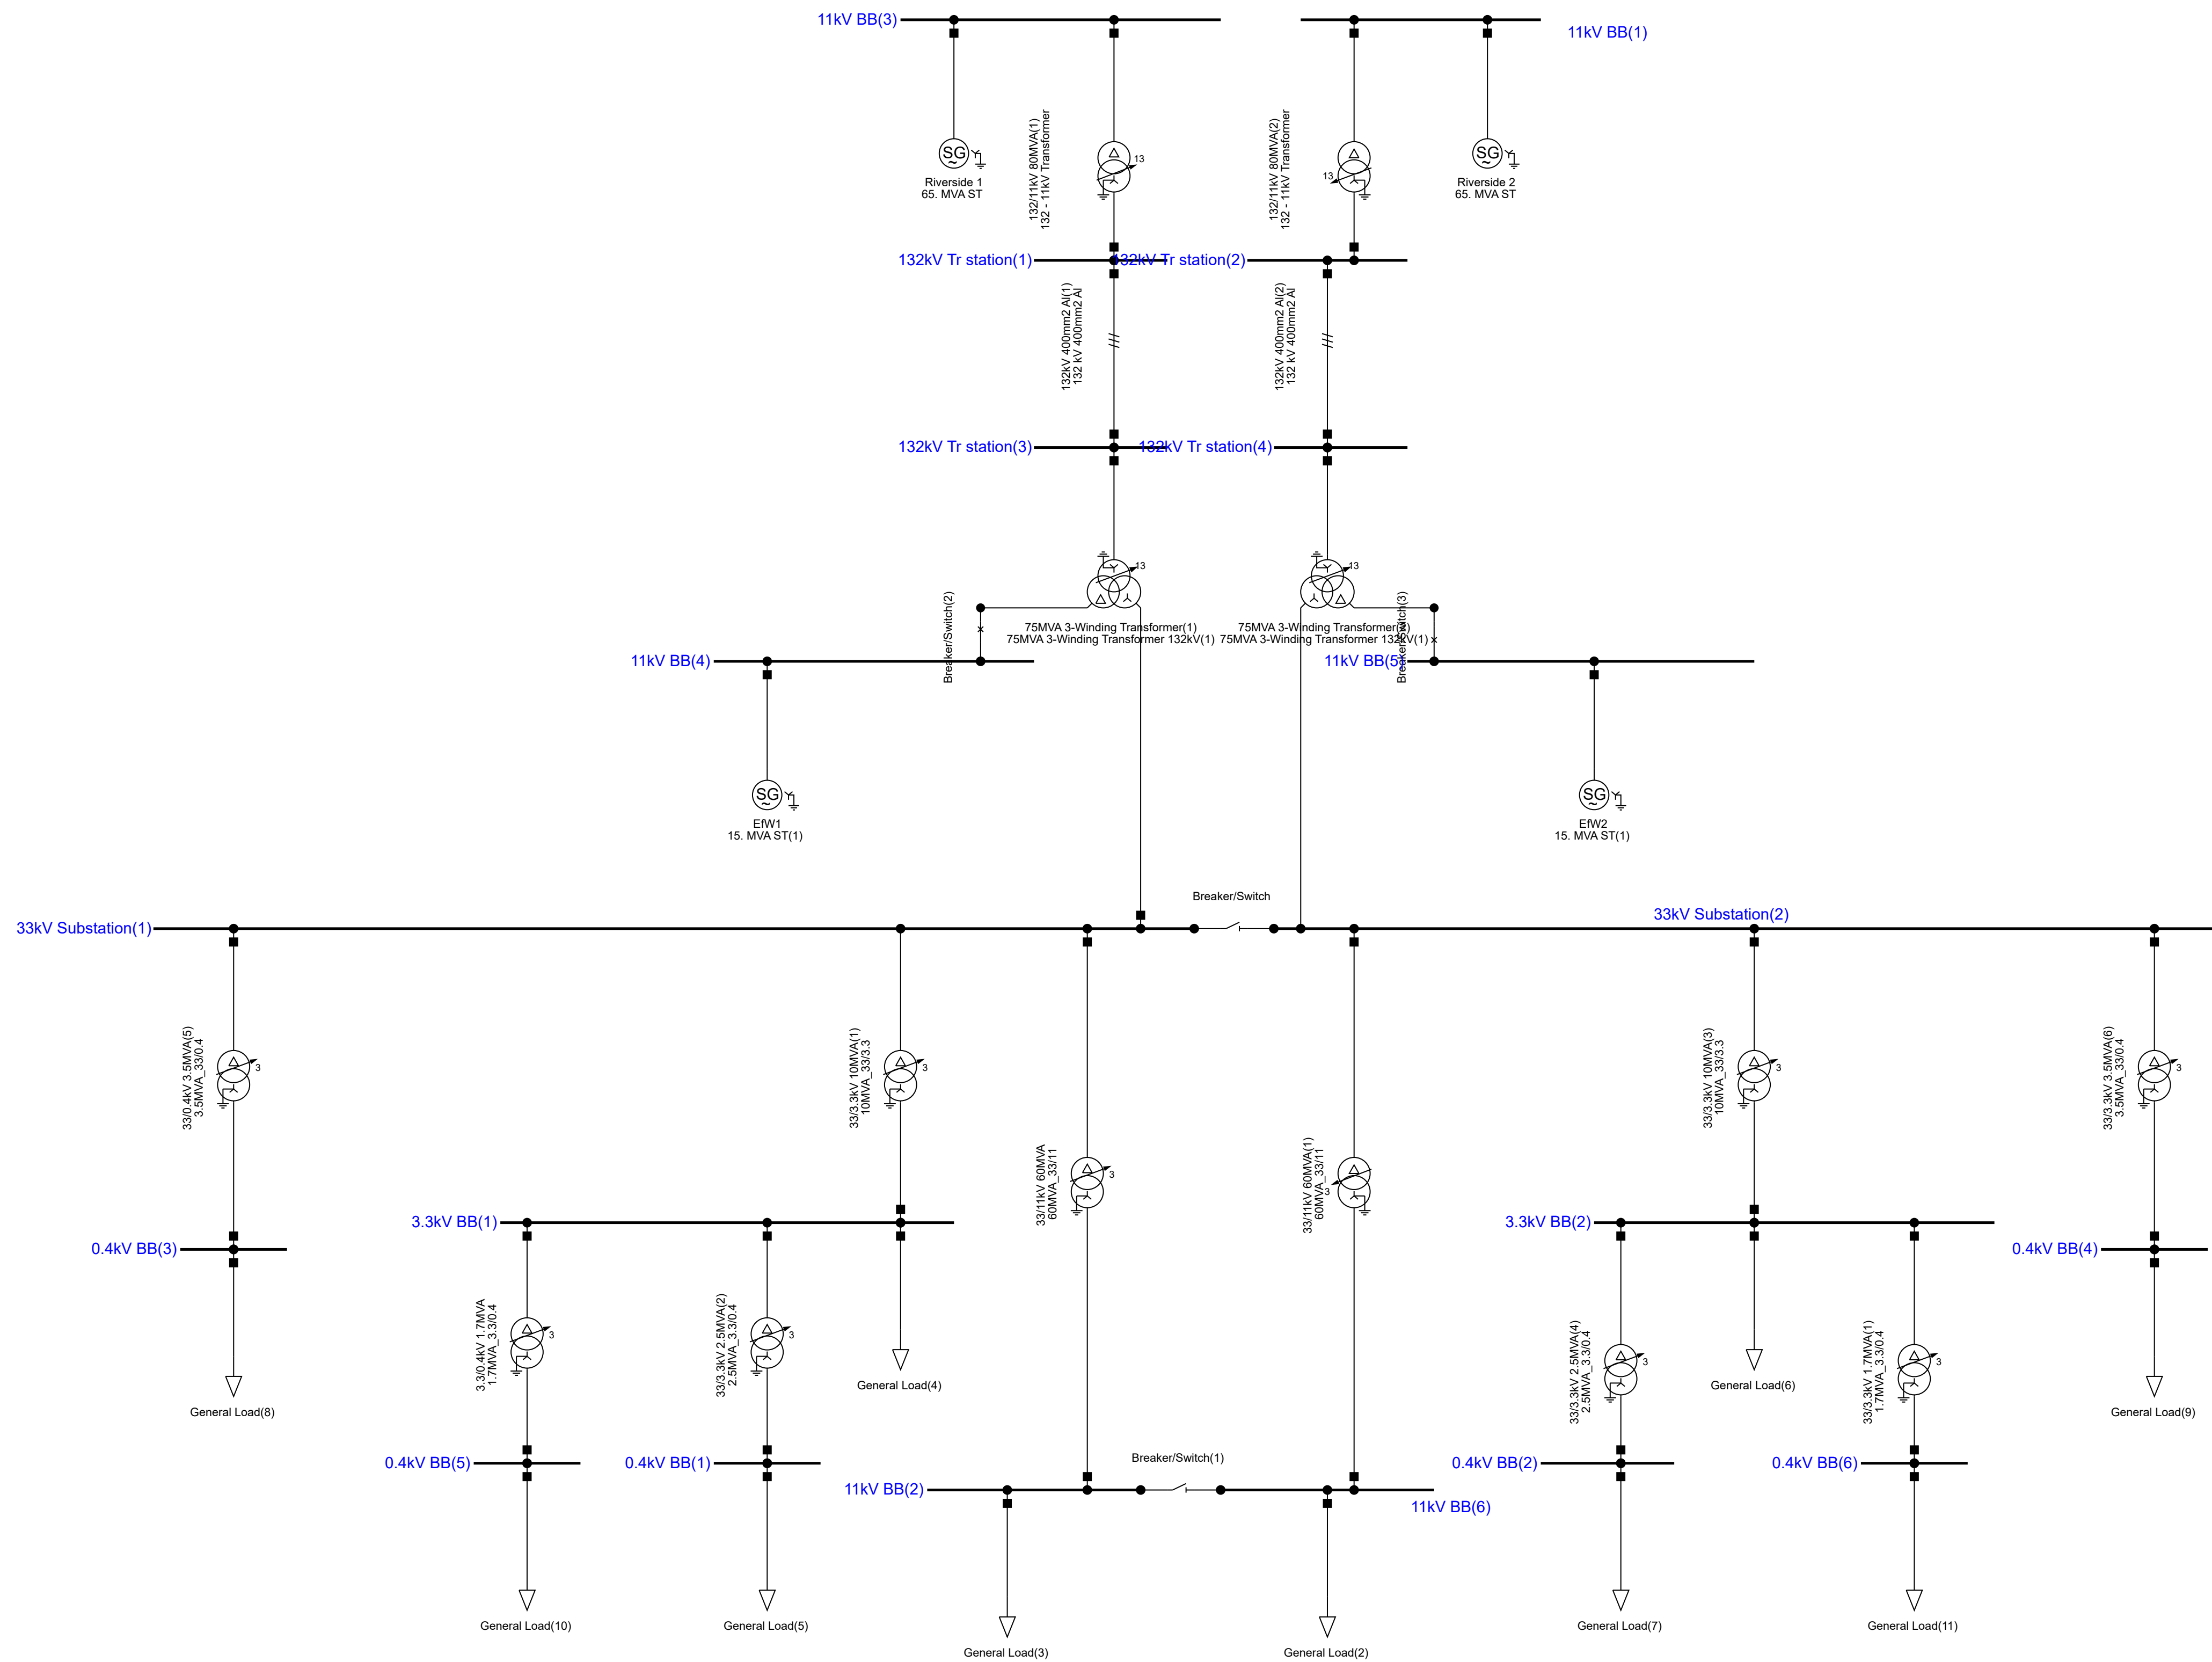 11kV BB(3)
11kV BB(1)
132/11kV 80MVA(1)
132 - 11kV Transformer
13
132/11kV 80MVA(2)
132 - 11kV Transformer
13
SG
Riverside 1
65. MVA ST
SG
Riverside 2
65. MVA ST
132kV Tr station(1)
132kV Tr station(2)
132kV 400mm2 Al(1)
132 kV 400mm2 Al
132kV 400mm2 Al(2)
132 kV 400mm2 Al
132kV Tr station(3)
132kV Tr station(4)
13
13
Breaker/Switch(2)
75MVA 3-Winding Transformer(1)
75MVA 3-Winding Transformer 132kV(1)
75MVA 3-Winding Transformer(2)
75MVA 3-Winding Transformer 132kV(1)
Breaker/Switch(3)
11kV BB(4)
11kV BB(5)
SG
EfW1
15. MVA ST(1)
SG
EfW2
15. MVA ST(1)
Breaker/Switch
33kV Substation(1)
33kV Substation(2)
33/0.4kV 3.5MVA(5)
3.5MVA_33/0.4
3
33/3.3kV 10MVA(1)
10MVA_33/3.3
3
33/11kV 60MVA
60MVA_33/11
3
33/11kV 60MVA(1)
60MVA_33/11
3
33/3.3kV 10MVA(3)
10MVA_33/3.3
3
33/3.3kV 3.5MVA(6)
3.5MVA_33/0.4
3
3.3kV BB(1)
3.3kV BB(2)
0.4kV BB(3)
0.4kV BB(4)
3.3/0.4kV 1.7MVA
1.7MVA_3.3/0.4
3
33/3.3kV 2.5MVA(2)
2.5MVA_3.3/0.4
3
33/3.3kV 2.5MVA(4)
2.5MVA_3.3/0.4
3
33/3.3kV 1.7MVA(1)
1.7MVA_3.3/0.4
3
General Load(4)
General Load(6)
General Load(8)
General Load(9)
0.4kV BB(5)
0.4kV BB(1)
Breaker/Switch(1)
0.4kV BB(2)
0.4kV BB(6)
11kV BB(2)
11kV BB(6)
General Load(10)
General Load(5)
General Load(7)
General Load(11)
General Load(3)
General Load(2)